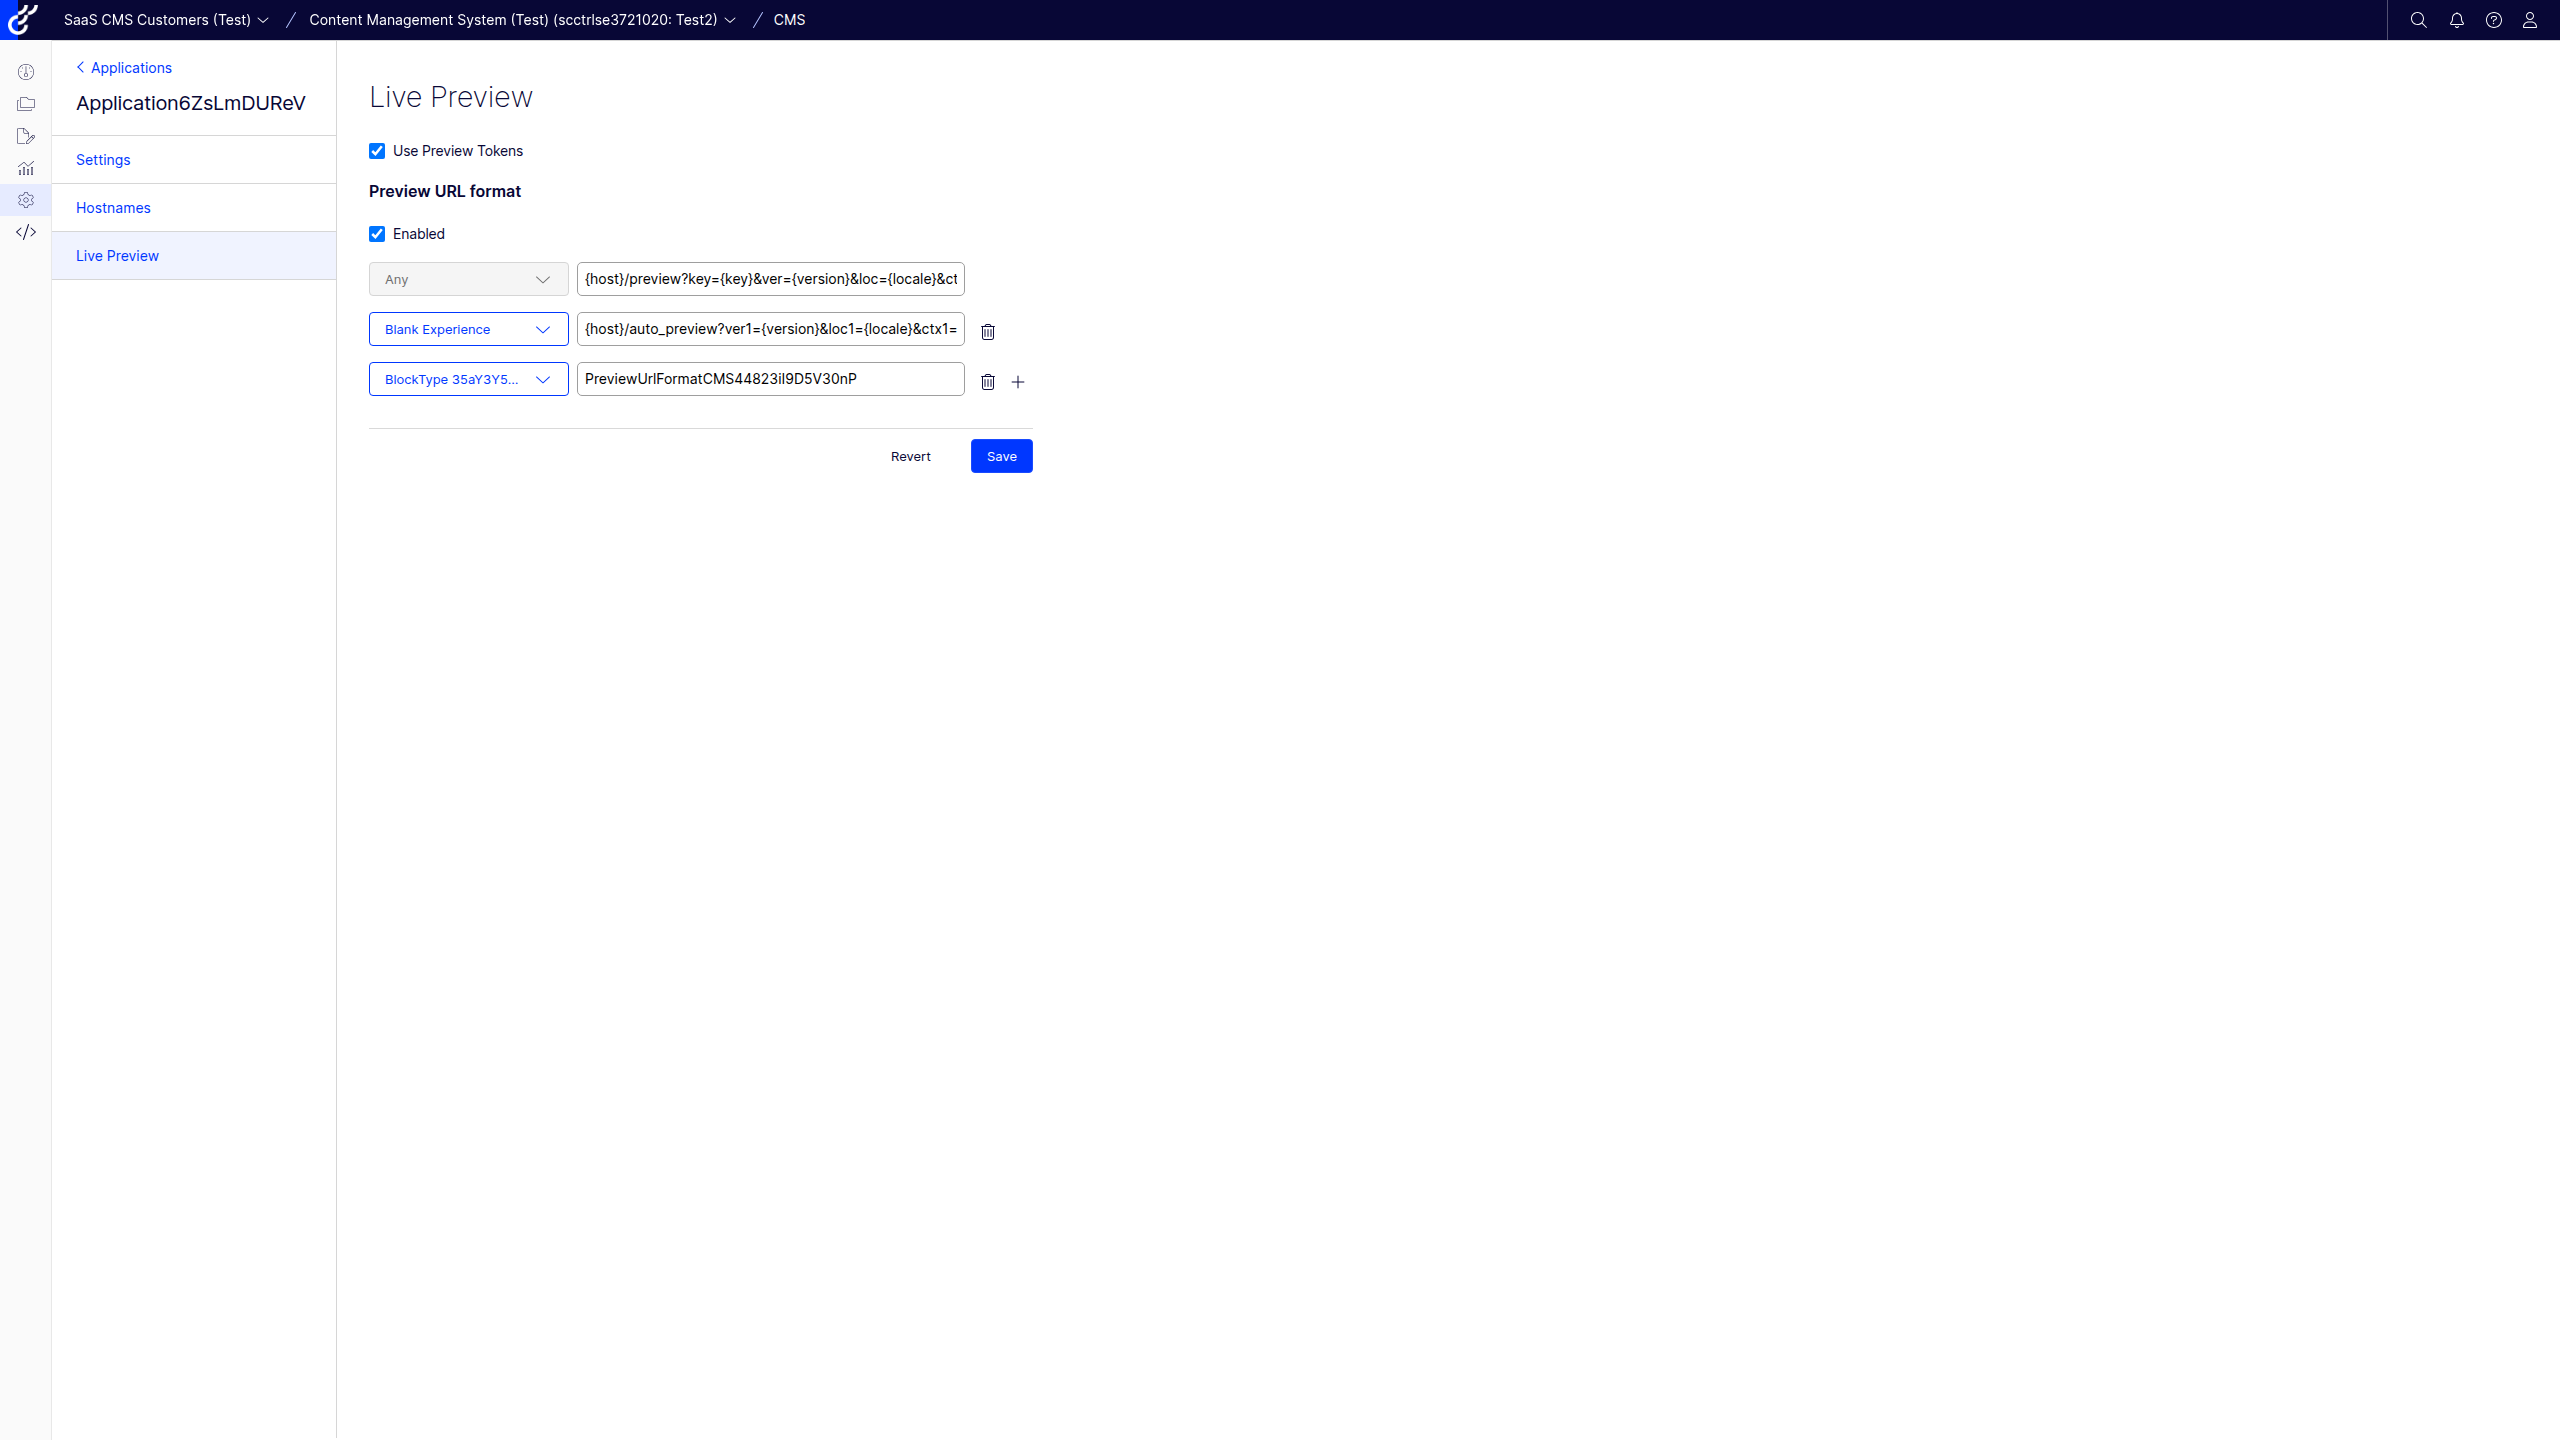 SaaS CMS Customers (Test) / Content Management System (Test) (scctrlse3721020: Test2) / CMS
Applications
Application6ZsLmDUReV
Settings
Hostnames
Live Preview
Live Preview
Use Preview Tokens
Preview URL format
Enabled
Any {host}/preview?key={key}&ver={version}&loc={locale}&ct
Blank Experience {host}/auto_preview?ver1={version}&loc1={locale}&ctx1=
BlockType 35aY3Y5... PreviewUrlFormatCMS44823iI9D5V30nP
Revert Save